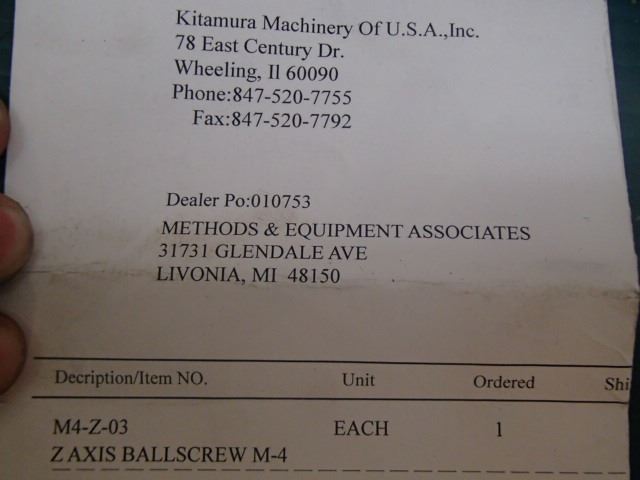 Kitamura Machinery Of U.S.A.,Inc.
78 East Century Dr.
Wheeling, Il 60090
Phone:847-520-7755
Fax:847-520-7792
Dealer Po:010753
METHODS & EQUIPMENT ASSOCIATES
31731 GLENDALE AVE
LIVONIA, MI 48150
Decription/Item NO. Unit Ordered Shi
M4-Z-03 EACH 1
Z AXIS BALLSCREW M-4